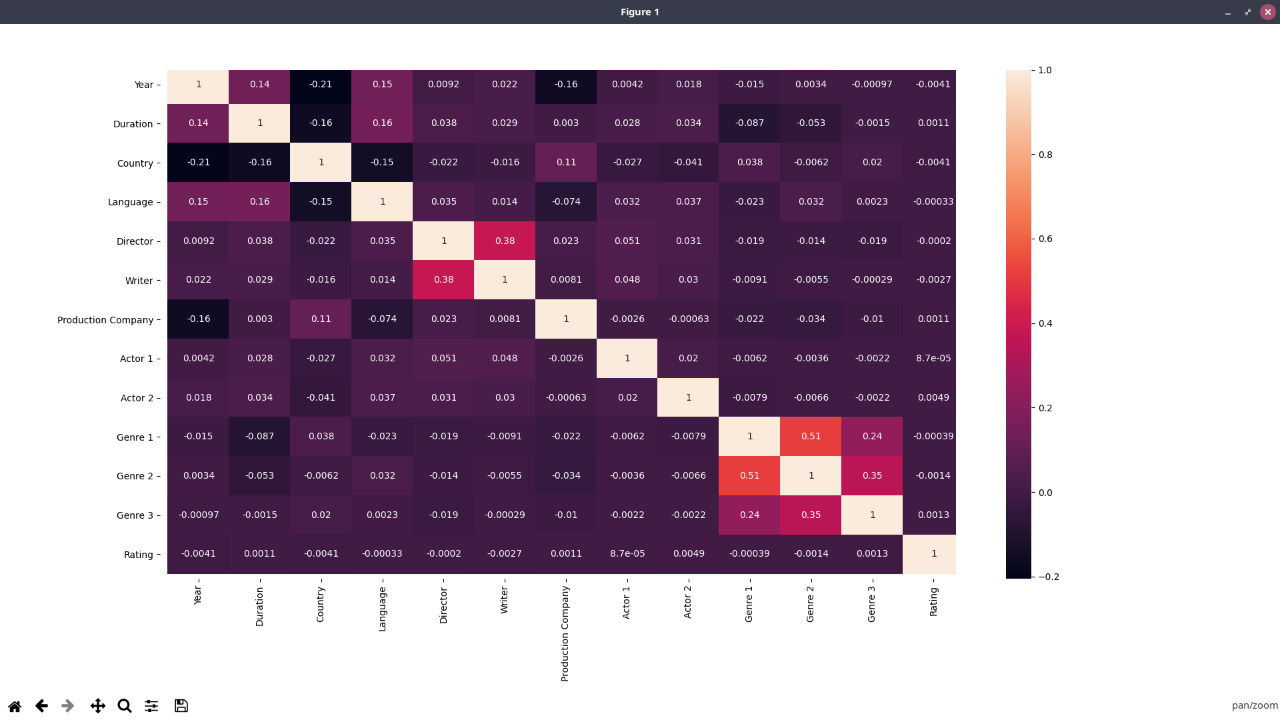 Figure 1
Year 1 0.14 -0.21 0.15 0.0092 0.022 -0.16 0.0042 0.018 -0.015 0.0034 -0.00097 -0.0041
Duration 0.14 1 -0.16 0.16 0.038 0.029 0.003 0.028 0.034 -0.087 -0.053 -0.0015 0.0011
Country -0.21 -0.16 1 -0.15 -0.022 -0.016 0.11 -0.027 -0.041 0.038 -0.0062 0.02 -0.0041
Language 0.15 0.16 -0.15 1 0.035 0.014 -0.074 0.032 0.037 -0.023 0.032 0.0023 -0.00033
Director 0.0092 0.038 -0.022 0.035 1 0.38 0.023 0.051 0.031 -0.019 -0.014 -0.019 -0.0002
Writer 0.022 0.029 -0.016 0.014 0.38 1 0.0081 0.048 0.03 -0.0091 -0.0055 -0.00029 -0.0027
Production Company -0.16 0.003 0.11 -0.074 0.023 0.0081 1 -0.0026 -0.00063 -0.022 -0.034 -0.01 0.0011
Actor 1 0.0042 0.028 -0.027 0.032 0.051 0.048 -0.0026 1 0.02 -0.0062 -0.0036 -0.0022 8.7e-05
Actor 2 0.018 0.034 -0.041 0.037 0.031 0.03 -0.00063 0.02 1 -0.0079 -0.0066 -0.0022 0.0049
Genre 1 -0.015 -0.087 0.038 -0.023 -0.019 -0.0091 -0.022 -0.0062 -0.0079 1 0.51 0.24 -0.00039
Genre 2 0.0034 -0.053 -0.0062 0.032 -0.014 -0.0055 -0.034 -0.0036 -0.0066 0.51 1 0.35 -0.0014
Genre 3 -0.00097 -0.0015 0.02 0.0023 -0.019 -0.00029 -0.01 -0.0022 -0.0022 0.24 0.35 1 0.0013
Rating -0.0041 0.0011 -0.0041 -0.00033 -0.0002 -0.0027 0.0011 8.7e-05 0.0049 -0.00039 -0.0014 0.0013 1
Year
Duration
Country
Language
Director
Writer
Production Company
Actor 1
Actor 2
Genre 1
Genre 2
Genre 3
Rating
1.0
0.8
0.6
0.4
0.2
0.0
−0.2
pan/zoom